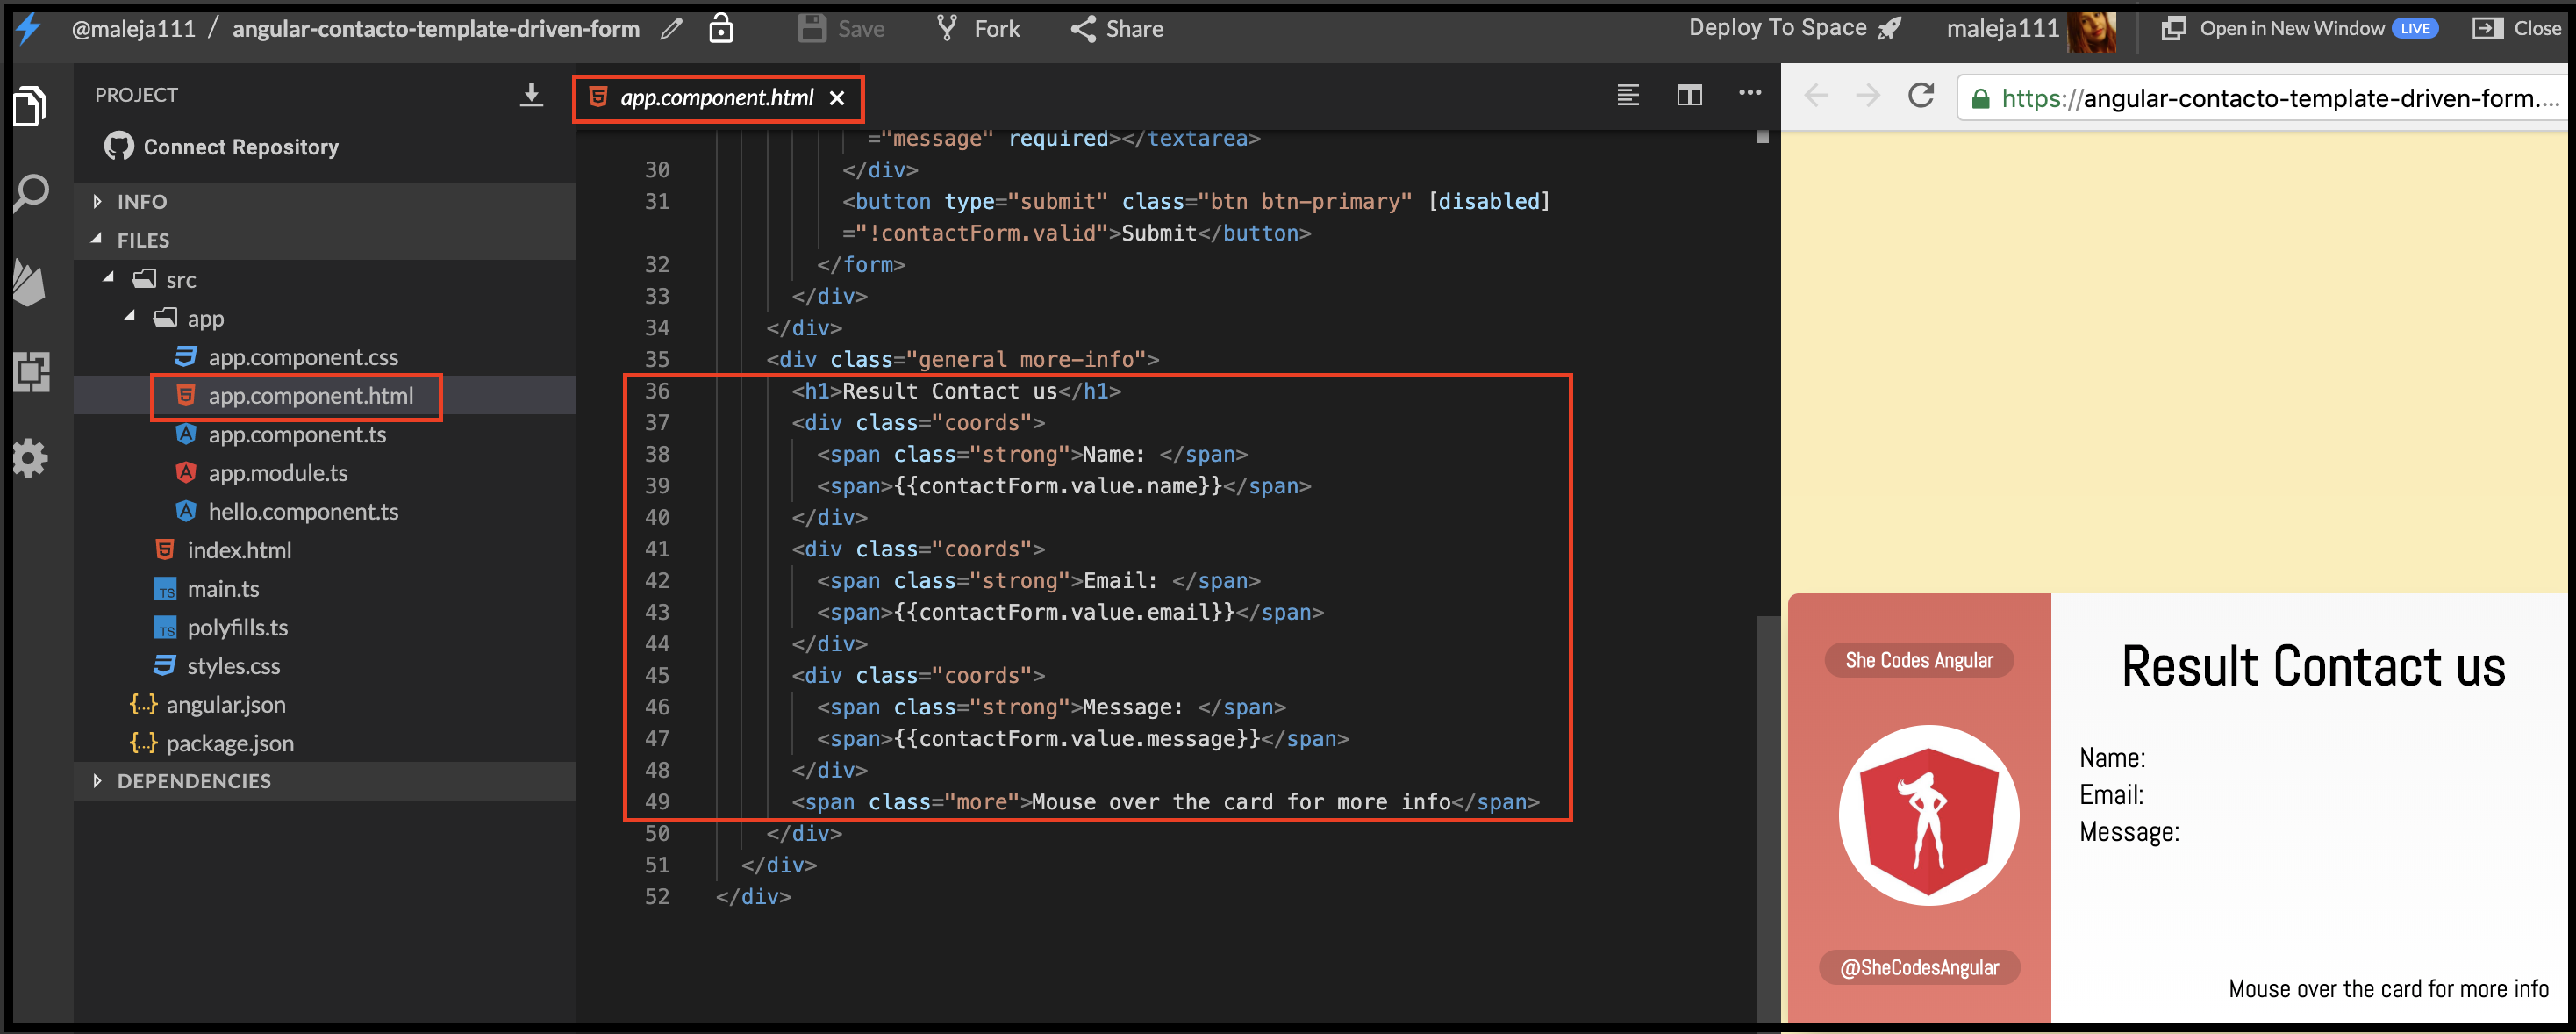 @maleja111 / angular-contacto-template-driven-form Save Fork Share Deploy To Space maleja111 Open in New Window LIVE Close
PROJECT
Connect Repository
INFO
FILES
src
app
app.component.css
app.component.html
app.component.ts
app.module.ts
hello.component.ts
index.html
TS main.ts
TS polyfills.ts
styles.css
{...} angular.json
{...} package.json
DEPENDENCIES
app.component.html
="message" required></textarea>
30 </div>
31 <button type="submit" class="btn btn-primary" [disabled]
="!contactForm.valid">Submit</button>
32 </form>
33 </div>
34 </div>
35 <div class="general more-info">
36 <h1>Result Contact us</h1>
37 <div class="coords">
38 <span class="strong">Name: </span>
39 <span>{{contactForm.value.name}}</span>
40 </div>
41 <div class="coords">
42 <span class="strong">Email: </span>
43 <span>{{contactForm.value.email}}</span>
44 </div>
45 <div class="coords">
46 <span class="strong">Message: </span>
47 <span>{{contactForm.value.message}}</span>
48 </div>
49 <span class="more">Mouse over the card for more info</span>
50 </div>
51 </div>
52 </div>
https://angular-contacto-template-driven-form....
She Codes Angular
@SheCodesAngular
Result Contact us
Name:
Email:
Message:
Mouse over the card for more info